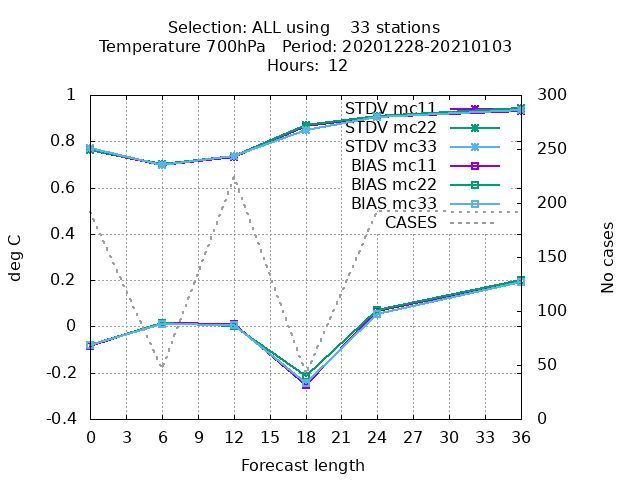 Selection: ALL using    33 stations
Temperature 700hPa   Period: 20201228-20210103
Hours:  12
1
0.8
0.6
0.4
0.2
0
-0.2
-0.4
deg C
300
250
200
150
100
50
0
No cases
STDV mc11
STDV mc22
STDV mc33
BIAS mc11
BIAS mc22
BIAS mc33
CASES
0 3 6 9 12 15 18 21 24 27 30 33 36
Forecast length